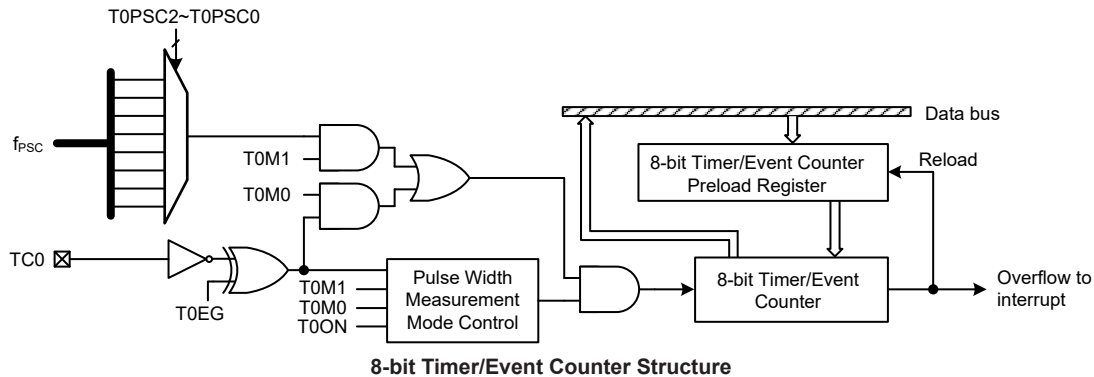 T0PSC2~T0PSC0
fPSC
T0M1
T0M0
TC0
T0EG
T0M1
T0M0
T0ON
Pulse Width
Measurement
Mode Control
Data bus
8-bit Timer/Event Counter
Preload Register
Reload
8-bit Timer/Event
Counter
Overflow to
interrupt
8-bit Timer/Event Counter Structure